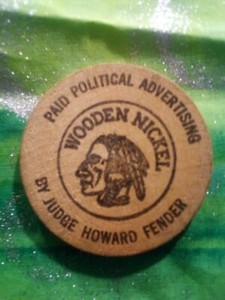 PAID POLITICAL ADVERTISING
WOODEN NICKEL
BY JUDGE HOWARD FENDER